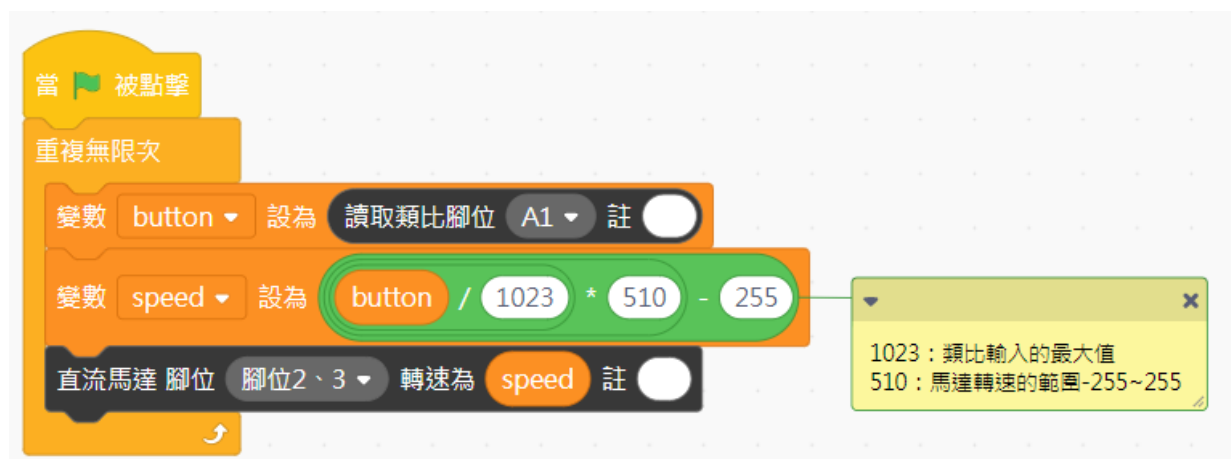 當 被點擊
重複無限次
變數 button 設為 讀取類比腳位 A1 註
變數 speed 設為 button / 1023 * 510 - 255
直流馬達 腳位 腳位2、3 轉速為 speed 註
1023：類比輸入的最大值
510：馬達轉速的範圍-255~255